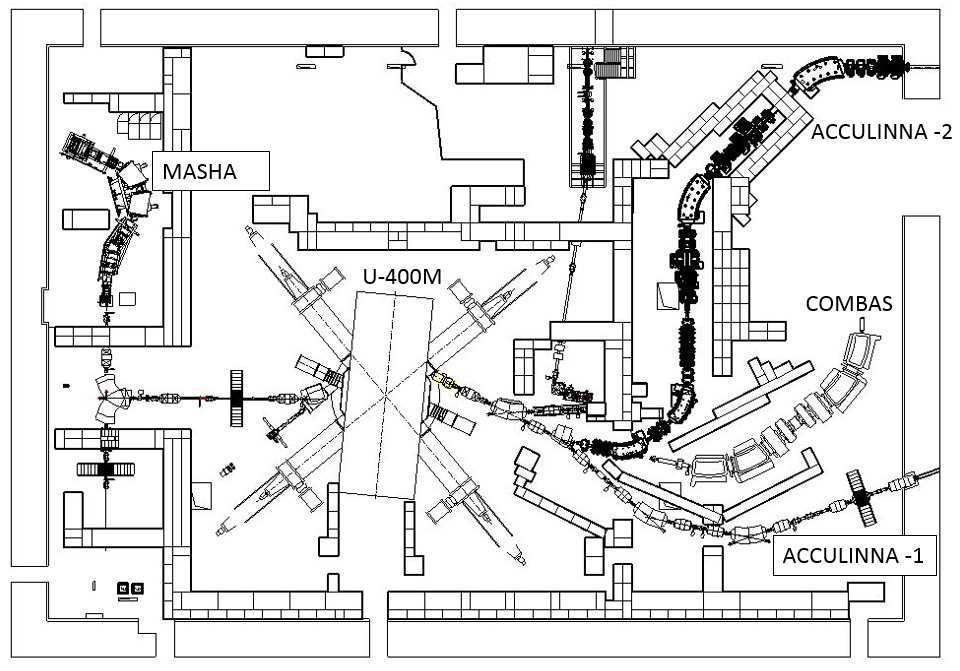 ACCULINNA -2
MASHA
U-400M
COMBAS
ACCULINNA -1